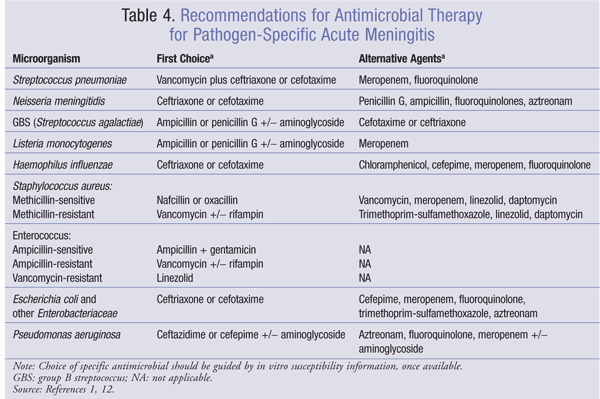 Table 4. Recommendations for Antimicrobial Therapy
for Pathogen-Specific Acute Meningitis
Microorganism First Choiceª Alternative Agentsª
Streptococcus pneumoniae Vancomycin plus ceftriaxone or cefotaxime Meropenem, fluoroquinolone
Neisseria meningitidis Ceftriaxone or cefotaxime Penicillin G, ampicillin, fluoroquinolones, aztreonam
GBS (Streptococcus agalactiae) Ampicillin or penicillin G +/– aminoglycoside Cefotaxime or ceftriaxone
Listeria monocytogenes Ampicillin or penicillin G +/– aminoglycoside Meropenem
Haemophilus influenzae Ceftriaxone or cefotaxime Chloramphenicol, cefepime, meropenem, fluoroquinolone
Staphylococcus aureus:
Methicillin-sensitive Nafcillin or oxacillin Vancomycin, meropenem, linezolid, daptomycin
Methicillin-resistant Vancomycin +/– rifampin Trimethoprim-sulfamethoxazole, linezolid, daptomycin
Enterococcus:
Ampicillin-sensitive Ampicillin + gentamicin NA
Ampicillin-resistant Vancomycin +/– rifampin NA
Vancomycin-resistant Linezolid NA
Escherichia coli and Ceftriaxone or cefotaxime Cefepime, meropenem, fluoroquinolone,
other Enterobacteriaceae trimethoprim-sulfamethoxazole, aztreonam
Pseudomonas aeruginosa Ceftazidime or cefepime +/– aminoglycoside Aztreonam, fluoroquinolone, meropenem +/–
aminoglycoside
Note: Choice of specific antimicrobial should be guided by in vitro susceptibility information, once available.
GBS: group B streptococcus; NA: not applicable.
Source: References 1, 12.